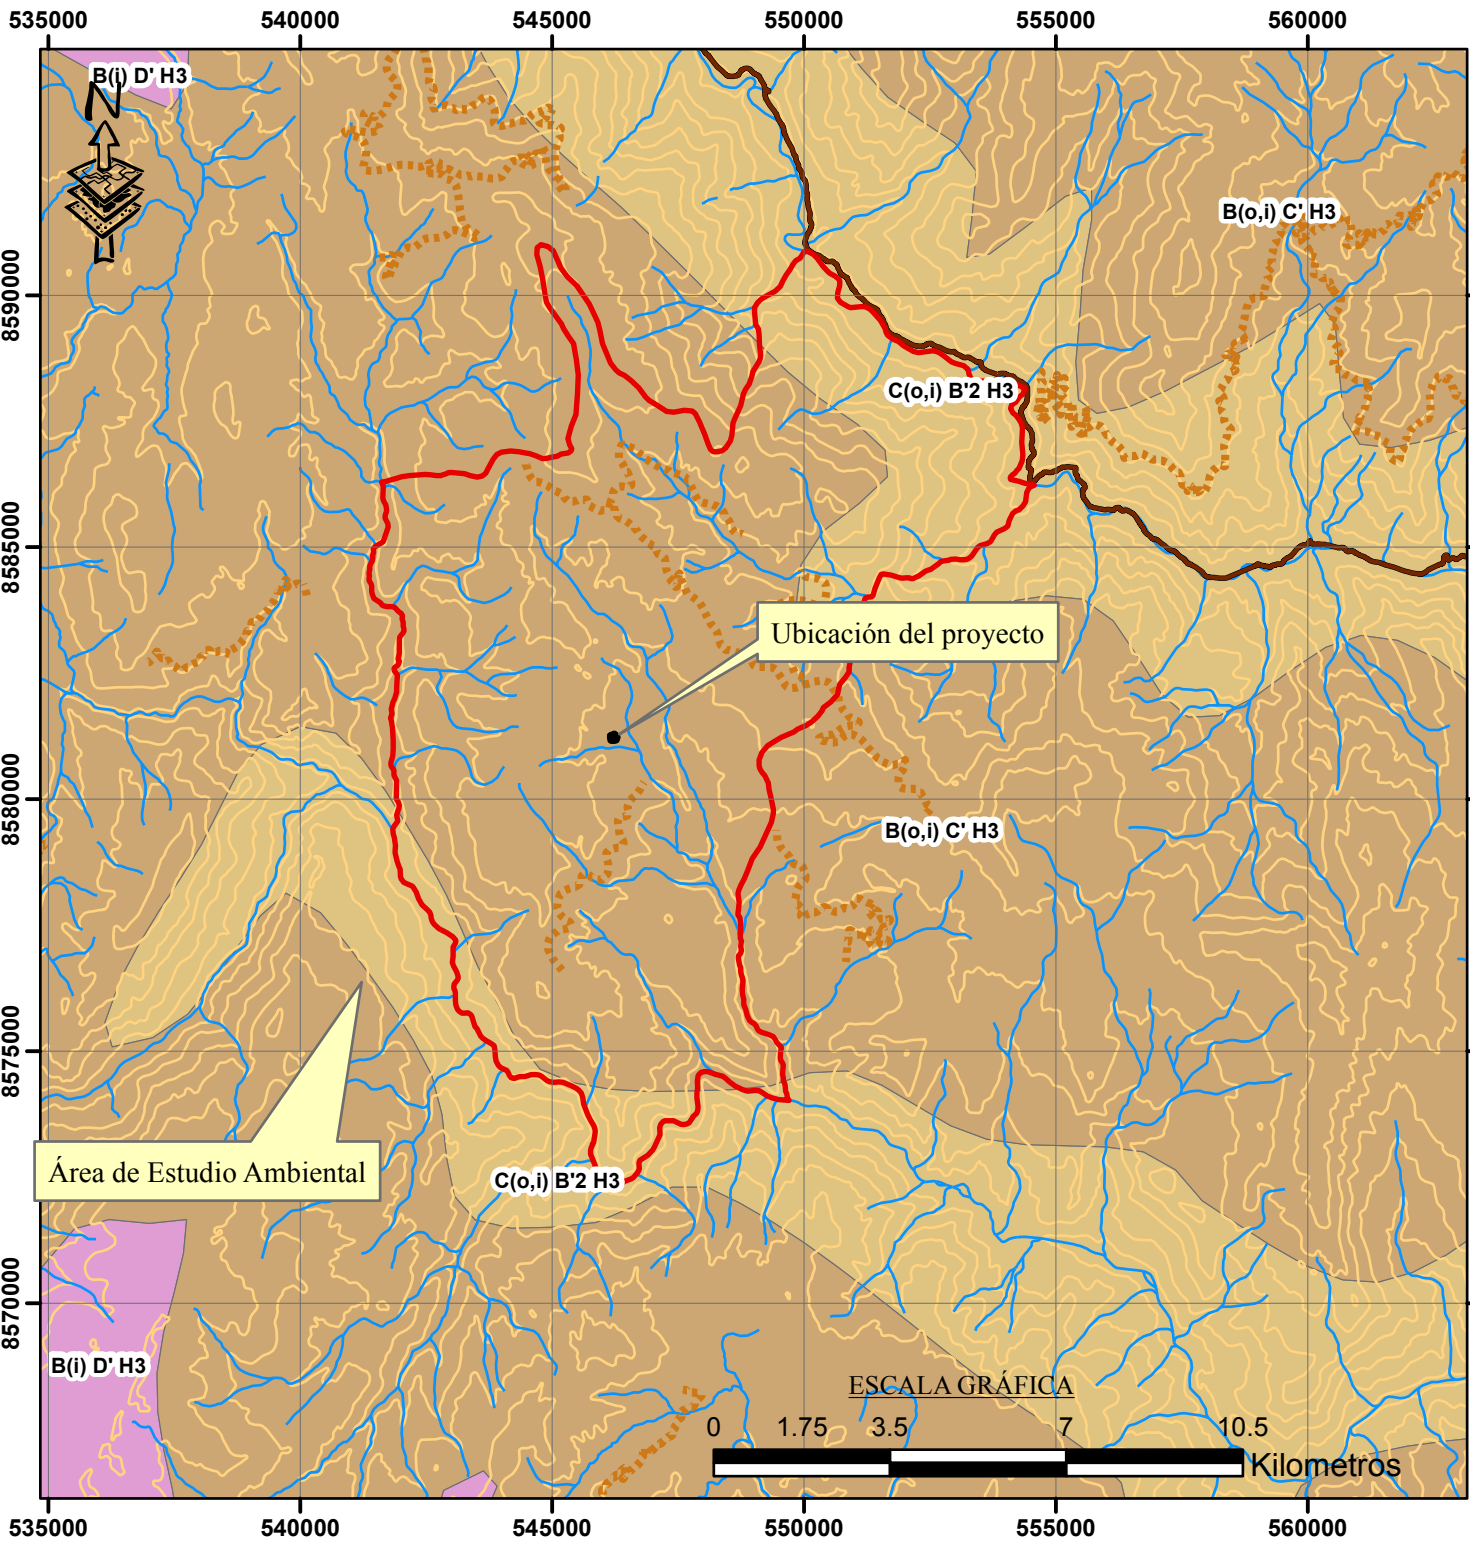 535000 540000 545000 550000 555000 560000
B(i) D' H3
N
B(o,i) C' H3
8590000
C(o,i) B'2 H3
8585000
Ubicación del proyecto
8580000
B(o,i) C' H3
8575000
Área de Estudio Ambiental
C(o,i) B'2 H3
8570000
B(i) D' H3
ESCALA GRÁFICA
0 1.75 3.5 7 10.5
Kilometros
535000 540000 545000 550000 555000 560000